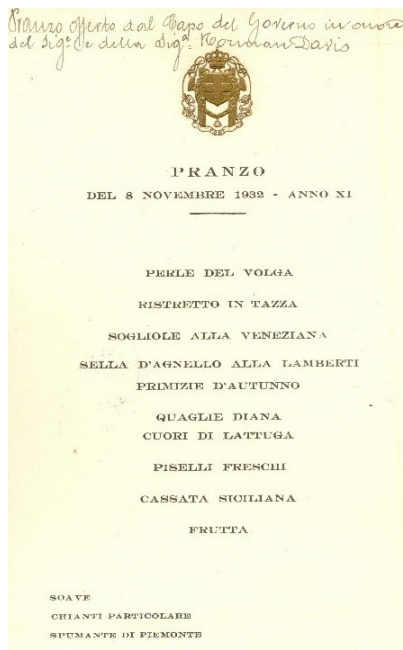 Pranzo offerto dal Capo del Governo in onore
del Sig.e e della Sig.a Norman Davis
PRANZO
DEL 8 NOVEMBRE 1932 - ANNO XI
PERLE DEL VOLGA
RISTRETTO IN TAZZA
SOGLIOLE ALLA VENEZIANA
SELLA D'AGNELLO ALLA LAMBERTI
PRIMIZIE D'AUTUNNO
QUAGLIE DIANA
CUORI DI LATTUGA
PISELLI FRESCHI
CASSATA SICILIANA
FRUTTA
SOAVE
CHIANTI PARTICOLARE
SPUMANTE DI PIEMONTE